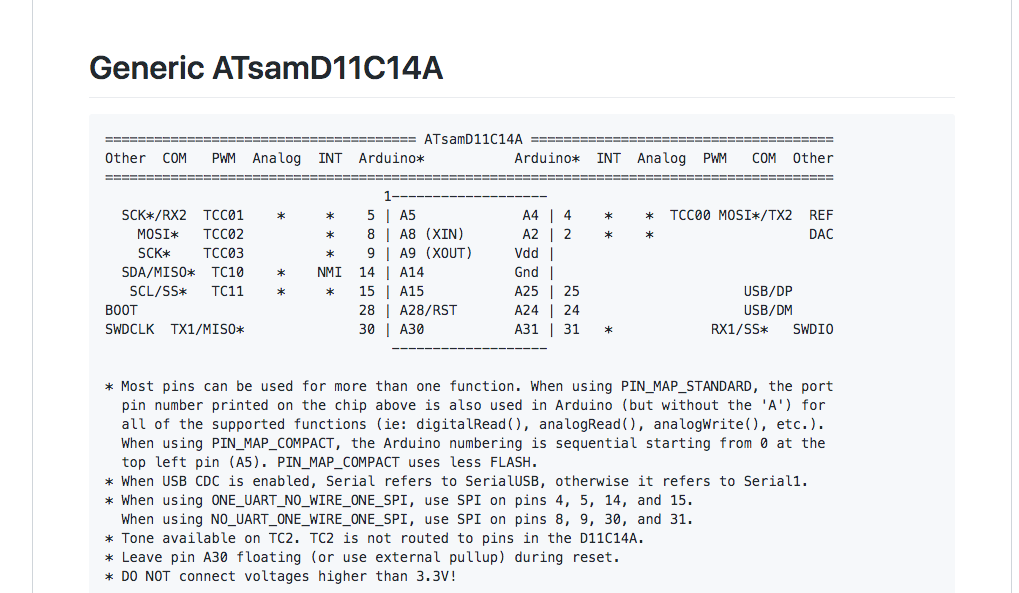 Generic ATsamD11C14A
====================================== ATsamD11C14A =====================================
Other  COM   PWM  Analog  INT  Arduino*           Arduino*  INT  Analog  PWM   COM  Other
=========================================================================================
                                  1-------------------
  SCK*/RX2  TCC01    *     *    5 | A5             A4 | 4    *    *  TCC00 MOSI*/TX2  REF
    MOSI*   TCC02          *    8 | A8 (XIN)       A2 | 2    *    *                   DAC
    SCK*    TCC03          *    9 | A9 (XOUT)     Vdd |
  SDA/MISO*  TC10    *    NMI  14 | A14           Gnd |
   SCL/SS*   TC11    *     *   15 | A15           A25 | 25                    USB/DP
BOOT                           28 | A28/RST       A24 | 24                    USB/DM
SWDCLK  TX1/MISO*              30 | A30           A31 | 31   *            RX1/SS*   SWDIO
                                   -------------------
* Most pins can be used for more than one function. When using PIN_MAP_STANDARD, the port
  pin number printed on the chip above is also used in Arduino (but without the 'A') for
  all of the supported functions (ie: digitalRead(), analogRead(), analogWrite(), etc.).
  When using PIN_MAP_COMPACT, the Arduino numbering is sequential starting from 0 at the
  top left pin (A5). PIN_MAP_COMPACT uses less FLASH.
* When USB CDC is enabled, Serial refers to SerialUSB, otherwise it refers to Serial1.
* When using ONE_UART_NO_WIRE_ONE_SPI, use SPI on pins 4, 5, 14, and 15.
  When using NO_UART_ONE_WIRE_ONE_SPI, use SPI on pins 8, 9, 30, and 31.
* Tone available on TC2. TC2 is not routed to pins in the D11C14A.
* Leave pin A30 floating (or use external pullup) during reset.
* DO NOT connect voltages higher than 3.3V!